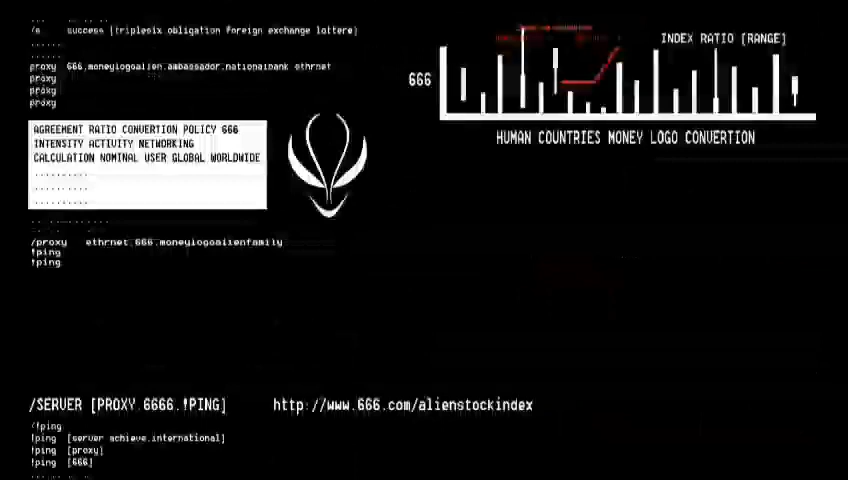 /a success [triplesix obligation foreign exchange lottere]
......
......
proxy 666.moneylogoalien.ambassador.nationalbank ethrnet
proxy
proxy
proxy
AGREEMENT RATIO CONVERTION POLICY 666
INTENSITY ACTIVITY NETWORKING
CALCULATION NOMINAL USER GLOBAL WORLDWIDE
..........
..........
..........
INDEX RATIO [RANGE]
666
HUMAN COUNTRIES MONEY LOGO CONVERTION
/proxy ethrnet.666.moneylogoalienfamily
!ping
!ping
/SERVER [PROXY.6666.!PING]
http://www.666.com/alienstockindex
/!ping
!ping [server achieve.international]
!ping [proxy]
!ping [666]